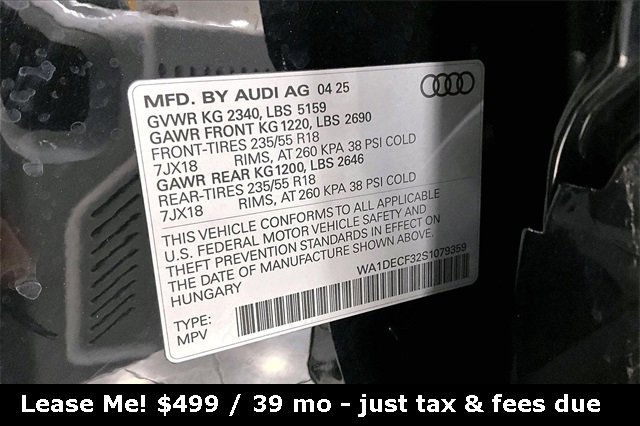 MFD. BY AUDI AG 04 25
GVWR KG 2340, LBS 5159
GAWR FRONT KG 1220, LBS 2690
FRONT-TIRES 235/55 R18
7JX18 RIMS, AT 260 KPA 38 PSI COLD
GAWR REAR KG1200, LBS 2646
REAR-TIRES 235/55 R18
7JX18 RIMS, AT 260 KPA 38 PSI COLD
THIS VEHICLE CONFORMS TO ALL APPLICABLE
U.S. FEDERAL MOTOR VEHICLE SAFETY AND
THEFT PREVENTION STANDARDS IN EFFECT ON
THE DATE OF MANUFACTURE SHOWN ABOVE.
HUNGARY WA1DECF32S1079359
TYPE:
MPV
Lease Me! $499 / 39 mo - just tax & fees due